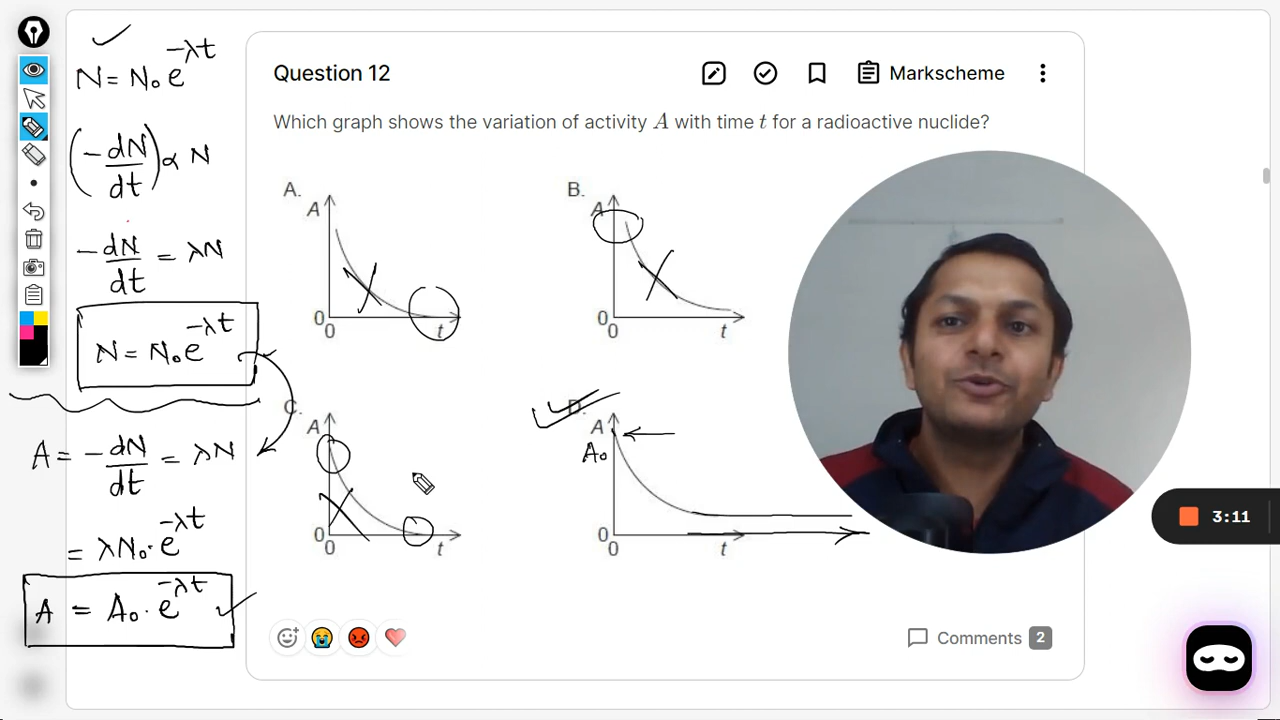 N = N₀e^-λt
(-dN/dt) ∝ N
-dN/dt = λN
N = N₀e^-λt
A = -dN/dt = λN
= λN₀·e^-λt
A = A₀·e^-λt
Question 12
Markscheme
Which graph shows the variation of activity A with time t for a radioactive nuclide?
A.
A
0
0
t
B.
A
0
0
t
C.
A
0
0
t
D.
A
A₀
0
0
t
Comments 2
3:11